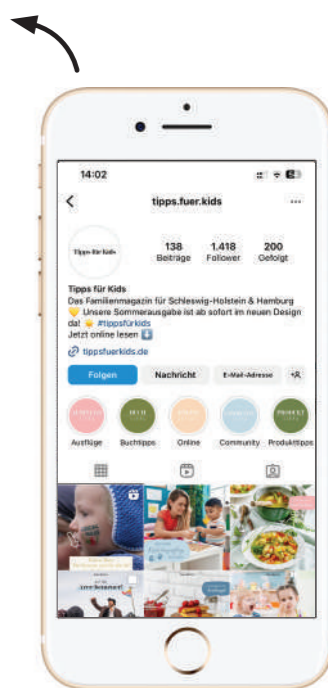 14:02
tipps.fuer.kids
Tipps für Kids
138 1.418 200
Beiträge Follower Gefolgt
Tipps für Kids
Das Familienmagazin für Schleswig-Holstein & Hamburg
Unsere Sommerausgabe ist ab sofort im neuen Design
da! #tippsfürkids
Jetzt online lesen
tippsfuerkids.de
Folgen Nachricht E-Mail-Adresse
Ausflüge Buchtipps Online Community Produkttipps